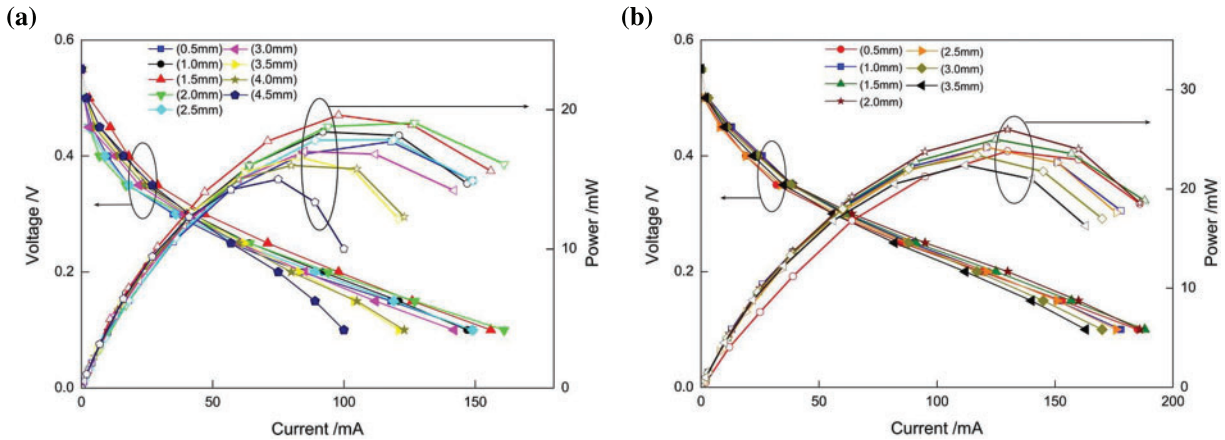 (a)
0.6
0.4
0.2
0.0
Voltage /V
(0.5mm) (3.0mm)
(1.0mm) (3.5mm)
(1.5mm) (4.0mm)
(2.0mm) (4.5mm)
(2.5mm)
20
10
0
Power /mW
0 50 100 150
Current /mA
(b)
0.6
0.4
0.2
0.0
Voltage /V
(0.5mm) (2.5mm)
(1.0mm) (3.0mm)
(1.5mm) (3.5mm)
(2.0mm)
30
20
10
0
Power /mW
0 50 100 150 200
Current /mA